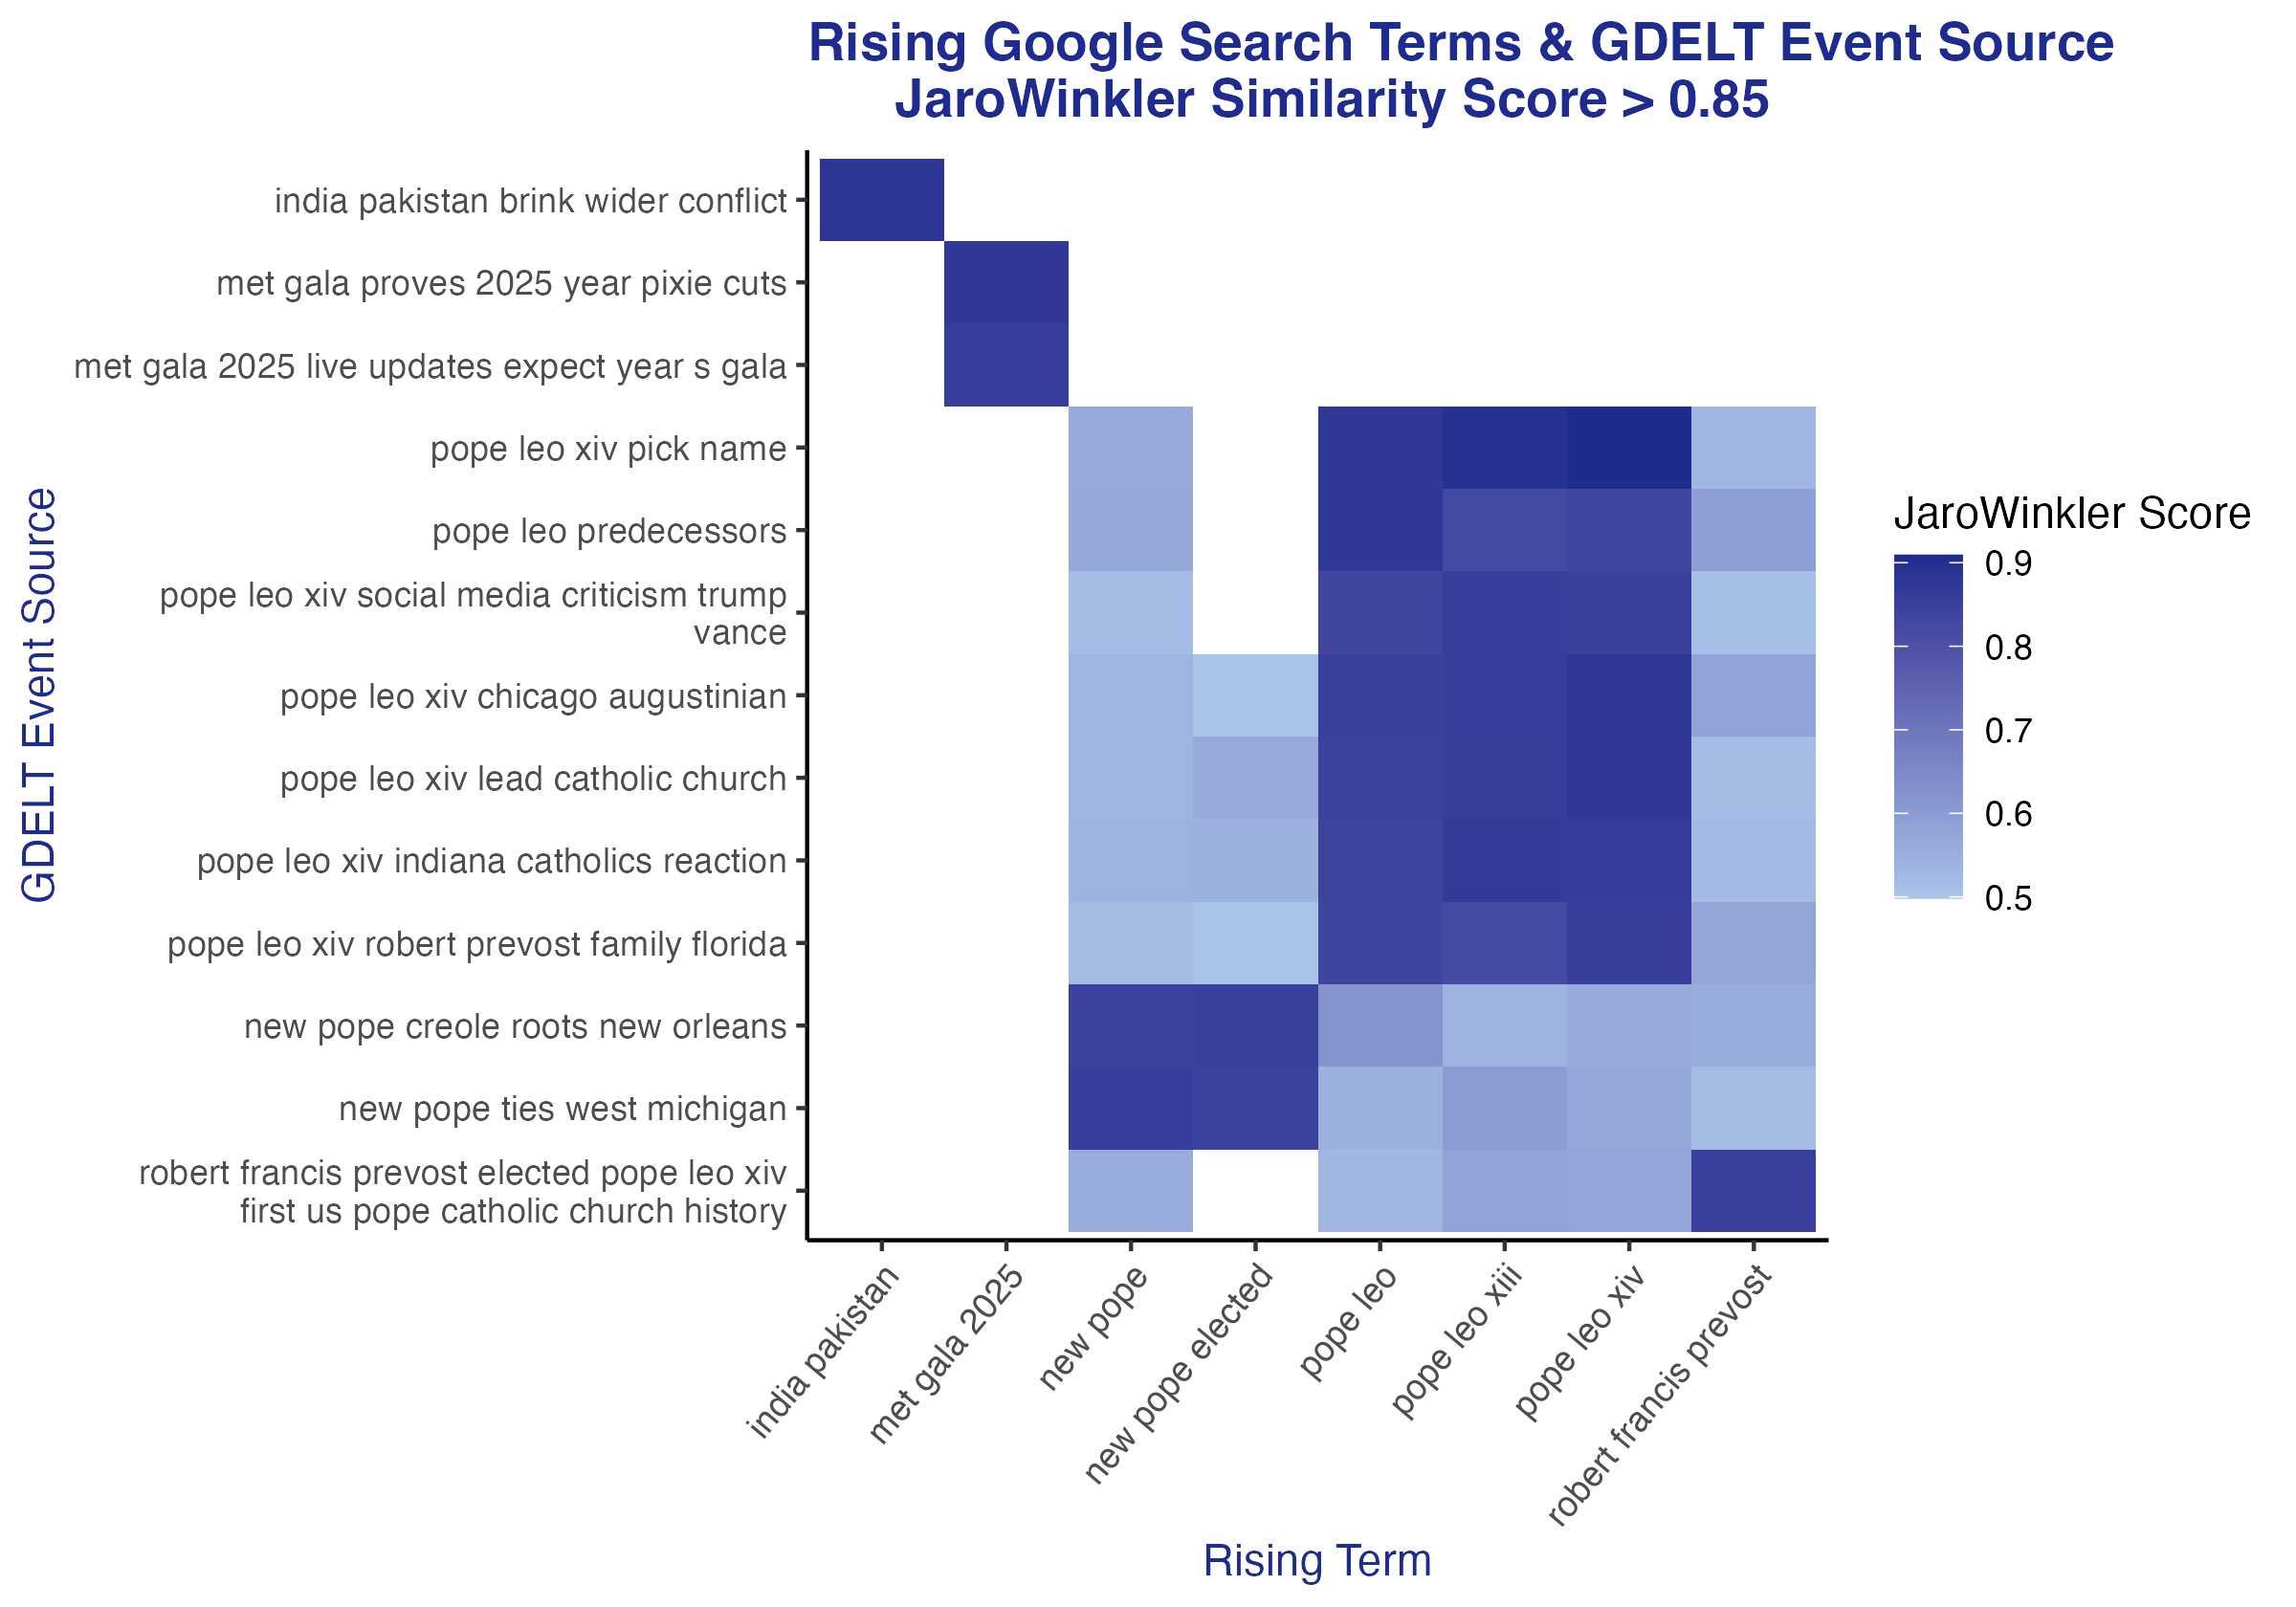 Rising Google Search Terms & GDELT Event Source
JaroWinkler Similarity Score > 0.85
GDELT Event Source
india pakistan brink wider conflict
met gala proves 2025 year pixie cuts
met gala 2025 live updates expect year s gala
pope leo xiv pick name
pope leo predecessors
pope leo xiv social media criticism trump
vance
pope leo xiv chicago augustinian
pope leo xiv lead catholic church
pope leo xiv indiana catholics reaction
pope leo xiv robert prevost family florida
new pope creole roots new orleans
new pope ties west michigan
robert francis prevost elected pope leo xiv
first us pope catholic church history
india pakistan
met gala 2025
new pope
new pope elected
pope leo
pope leo xiii
pope leo xiv
robert francis prevost
Rising Term
JaroWinkler Score
0.9
0.8
0.7
0.6
0.5